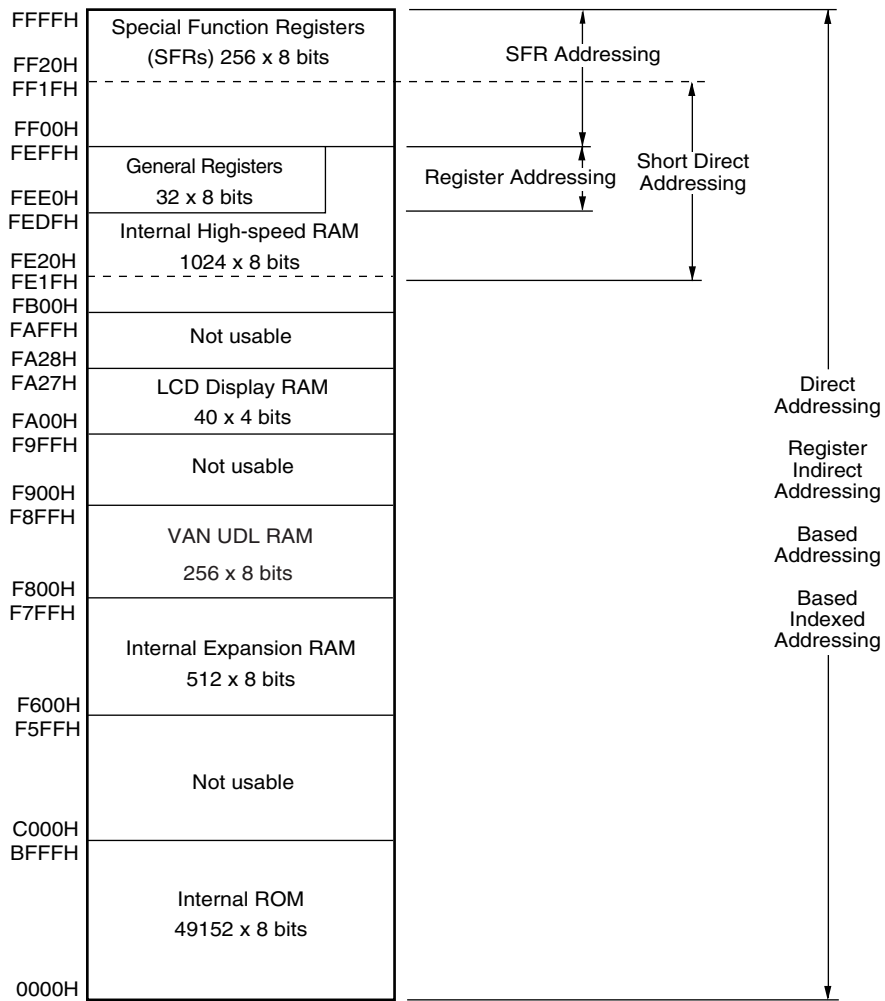 FFFFH
FF20H
FF1FH
FF00H
FEFFH
FEE0H
FEDFH
FE20H
FE1FH
FB00H
FAFFH
FA28H
FA27H
FA00H
F9FFH
F900H
F8FFH
F800H
F7FFH
F600H
F5FFH
C000H
BFFFH
0000H
Special Function Registers
(SFRs) 256 x 8 bits
General Registers
32 x 8 bits
Internal High-speed RAM
1024 x 8 bits
Not usable
LCD Display RAM
40 x 4 bits
Not usable
VAN UDL RAM
256 x 8 bits
Internal Expansion RAM
512 x 8 bits
Not usable
Internal ROM
49152 x 8 bits
SFR Addressing
Register Addressing
Short Direct
Addressing
Direct
Addressing
Register
Indirect
Addressing
Based
Addressing
Based
Indexed
Addressing